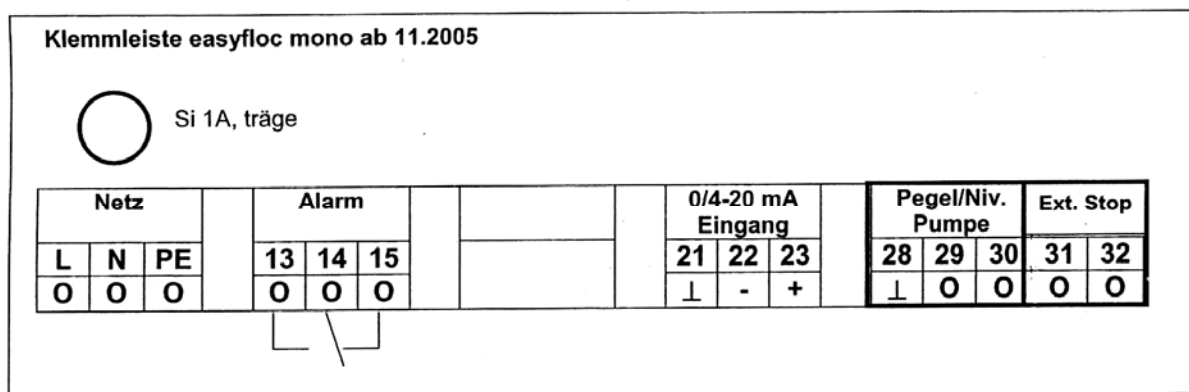 Klemmleiste easyfloc mono ab 11.2005
Si 1A, träge
Netz Alarm 0/4-20 mA Eingang Pegel/Niv. Pumpe Ext. Stop
L N PE 13 14 15 21 22 23 28 29 30 31 32
O O O O O O ⊥ - + ⊥ O O O O